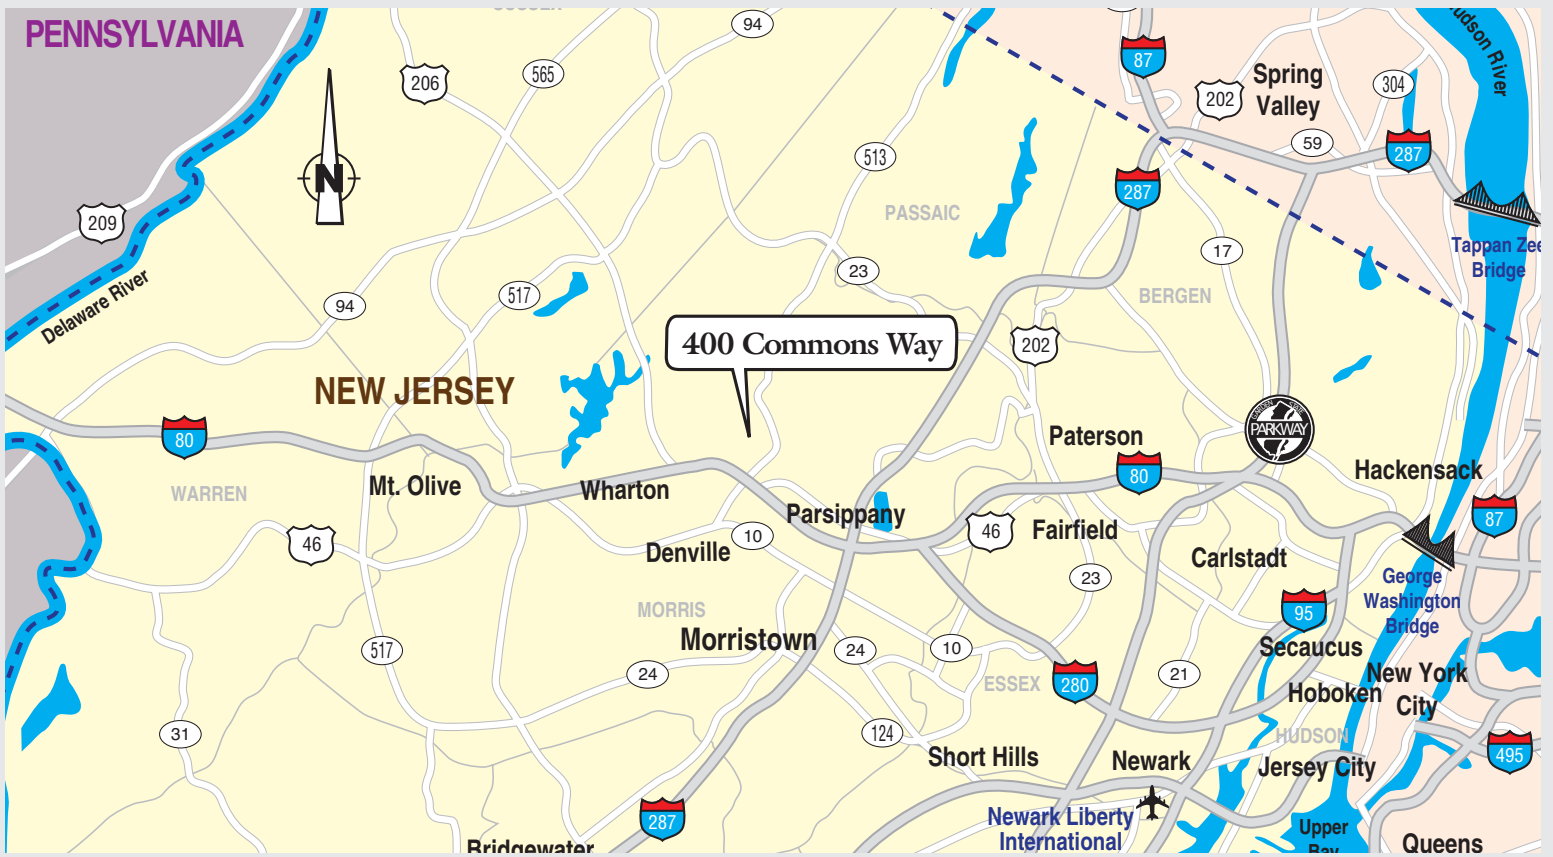 SUSSEX
PENNSYLVANIA
94
Hudson River
206
565
87
202
Spring
Valley
304
513
59
287
N
287
209
PASSAIC
17
Tappan Zee
Bridge
Delaware River
94
517
23
BERGEN
400 Commons Way
202
NEW JERSEY
GARDEN STATE
PARKWAY
80
Paterson
80
Hackensack
WARREN
Mt. Olive
Wharton
Parsippany
87
46
Denville
10
46
Fairfield
Carlstadt
George
Washington
Bridge
23
95
MORRIS
Morristown
517
24
24
10
ESSEX
280
21
Secaucus
Hoboken
New York
City
31
124
HUDSON
495
Short Hills
Newark
Jersey City
287
Newark Liberty
International
Upper
Bay
Bridgewater
Queens